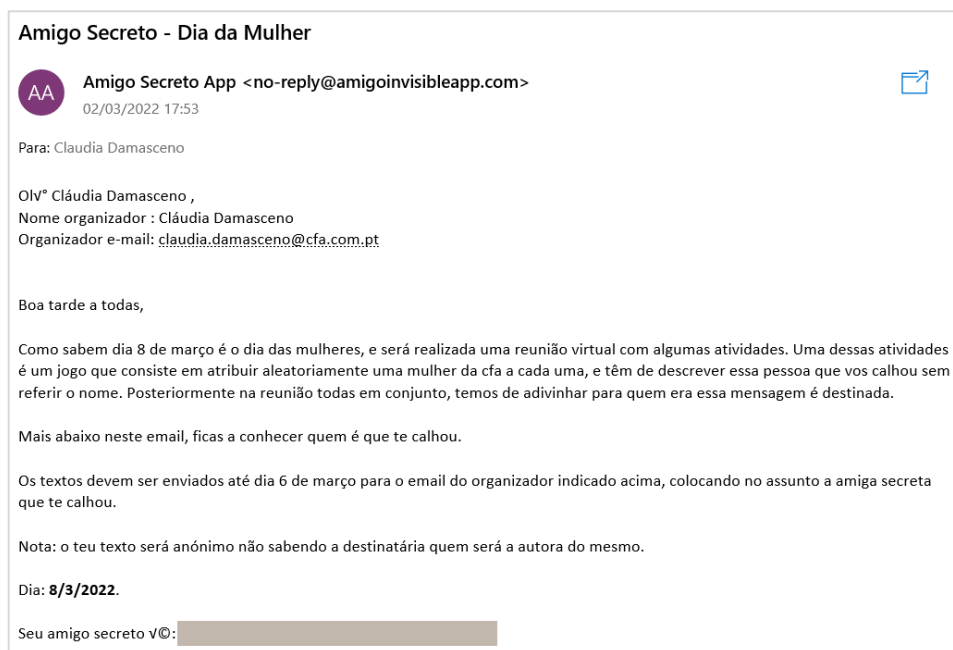 Amigo Secreto - Dia da Mulher
AA
Amigo Secreto App <no-reply@amigoinvisibleapp.com>
02/03/2022 17:53
Para: Claudia Damasceno
Ol√° Cláudia Damasceno ,
Nome organizador : Cláudia Damasceno
Organizador e-mail: claudia.damasceno@cfa.com.pt
Boa tarde a todas,
Como sabem dia 8 de março é o dia das mulheres, e será realizada uma reunião virtual com algumas atividades. Uma dessas atividades
é um jogo que consiste em atribuir aleatoriamente uma mulher da cfa a cada uma, e têm de descrever essa pessoa que vos calhou sem
referir o nome. Posteriormente na reunião todas em conjunto, temos de adivinhar para quem era essa mensagem é destinada.
Mais abaixo neste email, ficas a conhecer quem é que te calhou.
Os textos devem ser enviados até dia 6 de março para o email do organizador indicado acima, colocando no assunto a amiga secreta
que te calhou.
Nota: o teu texto será anónimo não sabendo a destinatária quem será a autora do mesmo.
Dia: 8/3/2022.
Seu amigo secreto √©: